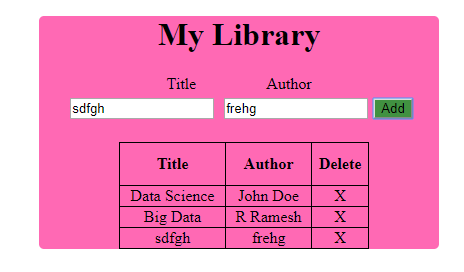 My Library
Title Author
sdfgh frehg Add
Title Author Delete
Data Science John Doe X
Big Data R Ramesh X
sdfgh frehg X